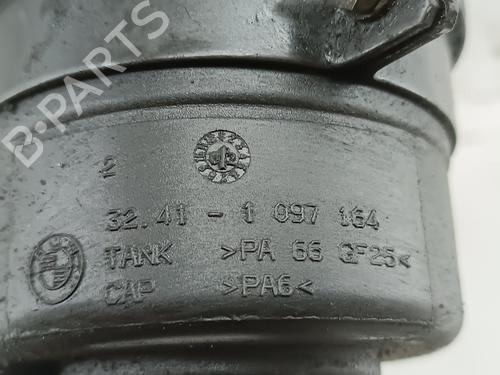 B-PARTS
2
32.41 - 1 097 164
TANK >PA 66 GF25<
CAP >PA6<